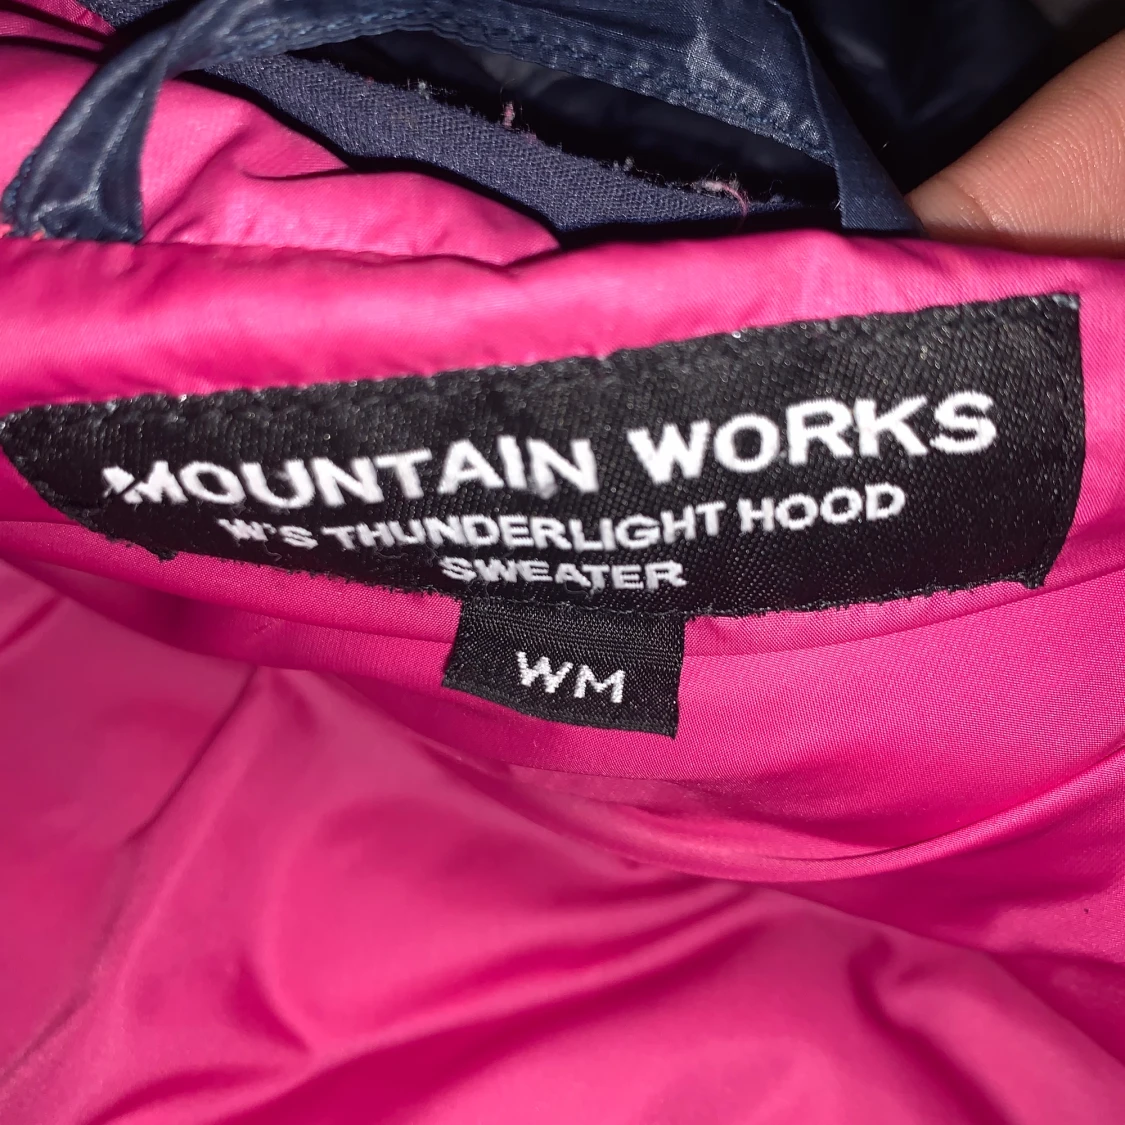 MOUNTAIN WORKS
W'S THUNDERLIGHT HOOD
SWEATER
WM